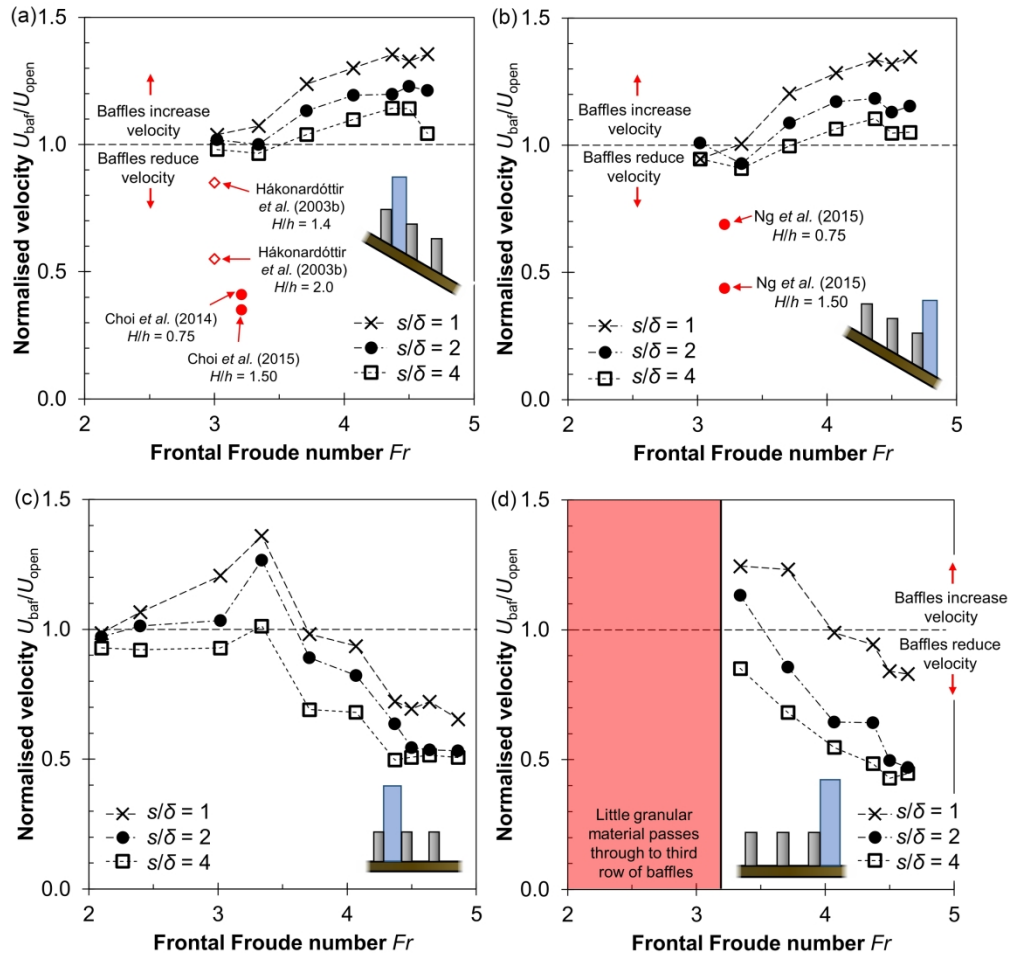 (a)
1.5
1.0
0.5
0.0
Normalised velocity Ubaf/Uopen
Baffles increase
velocity
Baffles reduce
velocity
Hákonardóttir
et al. (2003b)
H/h = 1.4
Hákonardóttir
et al. (2003b)
H/h = 2.0
Choi et al. (2014)
H/h = 0.75
Choi et al. (2015)
H/h = 1.50
s/δ = 1
s/δ = 2
s/δ = 4
2 3 4 5
Frontal Froude number Fr
(b)
1.5
1.0
0.5
0.0
Normalised velocity Ubaf/Uopen
Baffles increase
velocity
Baffles reduce
velocity
Ng et al. (2015)
H/h = 0.75
Ng et al. (2015)
H/h = 1.50
s/δ = 1
s/δ = 2
s/δ = 4
2 3 4 5
Frontal Froude number Fr
(c)
1.5
1.0
0.5
0.0
Normalised velocity Ubaf/Uopen
s/δ = 1
s/δ = 2
s/δ = 4
2 3 4 5
Frontal Froude number Fr
(d)
1.5
1.0
0.5
0.0
Normalised velocity Ubaf/Uopen
Baffles increase
velocity
Baffles reduce
velocity
Little granular
material passes
through to third
row of baffles
s/δ = 1
s/δ = 2
s/δ = 4
2 3 4 5
Frontal Froude number Fr